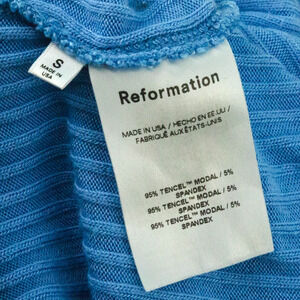 S
MADE IN
USA
Reformation
MADE IN USA / HECHO EN EE.UU /
FABRIQUÉ AUX ÉTATS-UNIS
95% TENCEL™ MODAL / 5%
SPANDEX
95% TENCEL™ MODAL / 5%
SPANDEX
95% TENCEL™ MODAL / 5%
SPANDEX